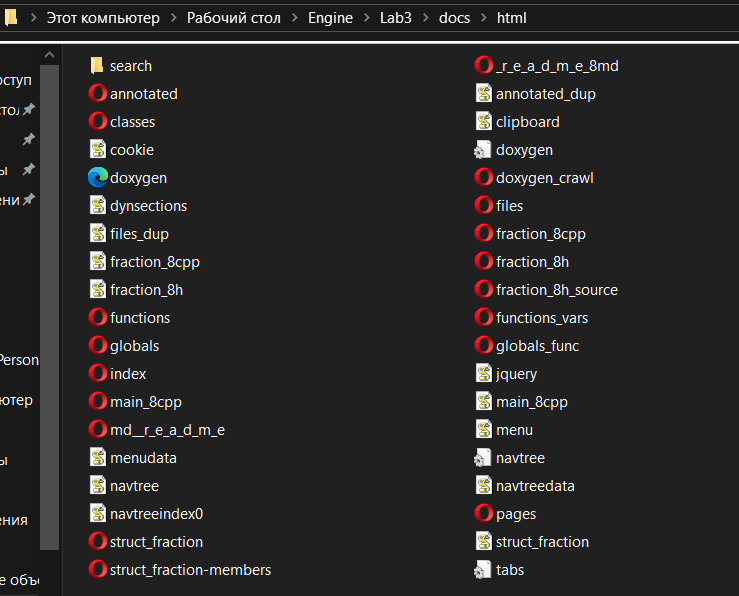 Этот компьютер > Рабочий стол > Engine > Lab3 > docs > html
search
_r_e_a_d_m_e_8md
annotated
annotated_dup
classes
clipboard
cookie
doxygen
doxygen
doxygen_crawl
dynsections
files
files_dup
fraction_8cpp
fraction_8cpp
fraction_8h
fraction_8h
fraction_8h_source
functions
functions_vars
globals
globals_func
index
jquery
main_8cpp
main_8cpp
md__r_e_a_d_m_e
menu
menudata
navtree
navtree
navtreedata
navtreeindex0
pages
struct_fraction
struct_fraction
struct_fraction-members
tabs
оступ
тол
ы
ени
Person
ютер
ы
ения
е объ